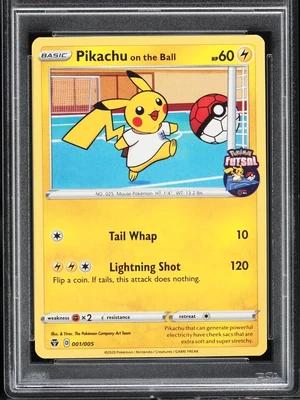 BASIC Pikachu on the Ball HP60
Pokémon
FUTSAL
NO. 025 Mouse Pokémon HT: 1'4" WT: 13.2 lbs.
Tail Whap 10
Lightning Shot 120
Flip a coin. If tails, this attack does nothing.
weakness ×2 resistance retreat
Illus. & Direc. The Pokémon Company Art Team
001/005
Pikachu that can generate powerful
electricity have cheek sacs that are
extra soft and super stretchy.
©2020 Pokémon / Nintendo / Creatures / GAME FREAK